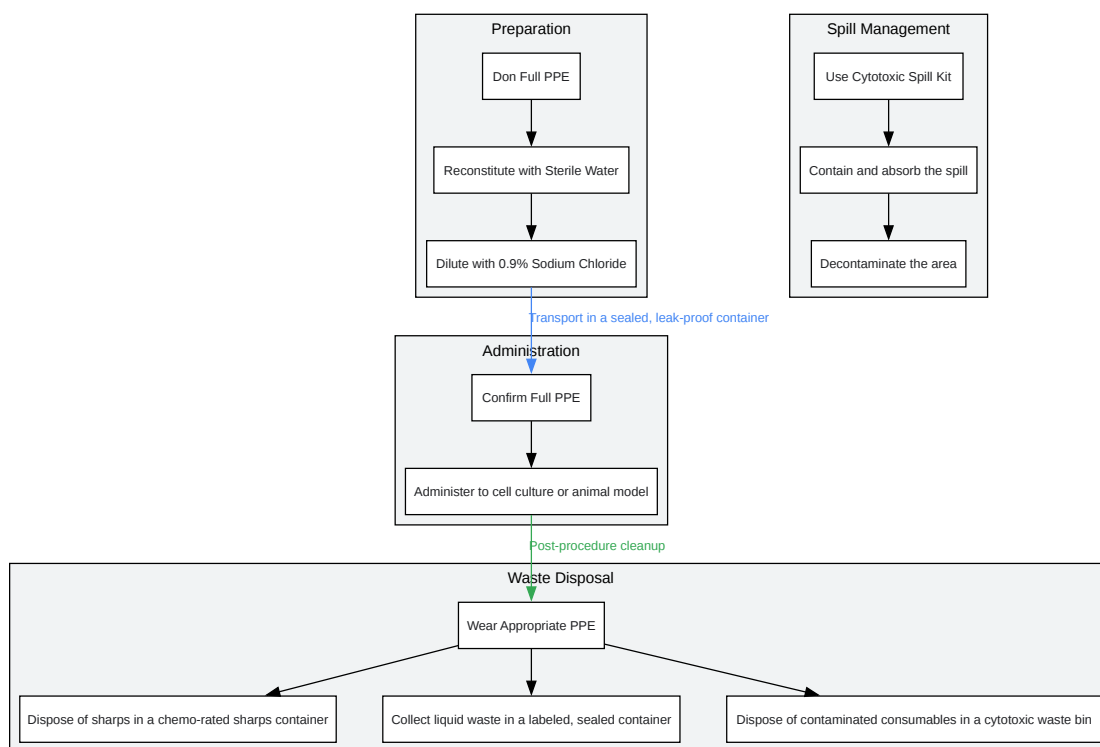 Preparation
Don Full PPE
Reconstitute with Sterile Water
Dilute with 0.9% Sodium Chloride
Spill Management
Use Cytotoxic Spill Kit
Contain and absorb the spill
Decontaminate the area
Transport in a sealed, leak-proof container
Administration
Confirm Full PPE
Administer to cell culture or animal model
Post-procedure cleanup
Waste Disposal
Wear Appropriate PPE
Dispose of sharps in a chemo-rated sharps container
Collect liquid waste in a labeled, sealed container
Dispose of contaminated consumables in a cytotoxic waste bin